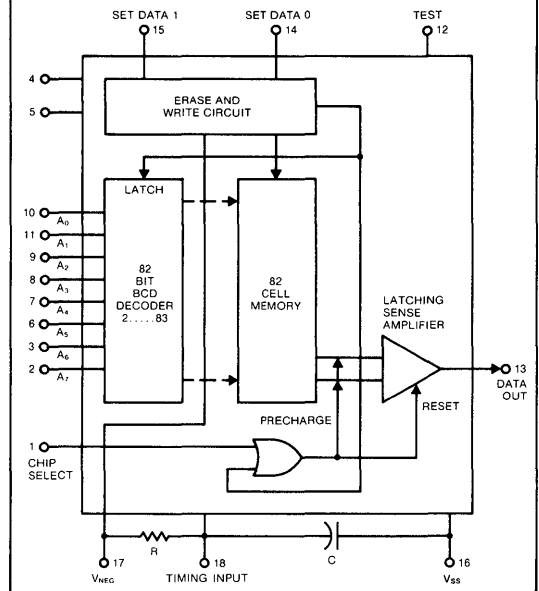 SET DATA 1
15
SET DATA 0
14
TEST
12
4
5
ERASE AND
WRITE CIRCUIT
LATCH
10
A₀
11
A₁
9
A₂
8
A₃
7
A₄
6
A₅
3
A₆
2
A₇
82
BIT
BCD
DECODER
2.....83
82
CELL
MEMORY
LATCHING
SENSE
AMPLIFIER
13
DATA
OUT
RESET
PRECHARGE
1
CHIP
SELECT
R
C
17
V_NEG
18
TIMING INPUT
16
V_SS